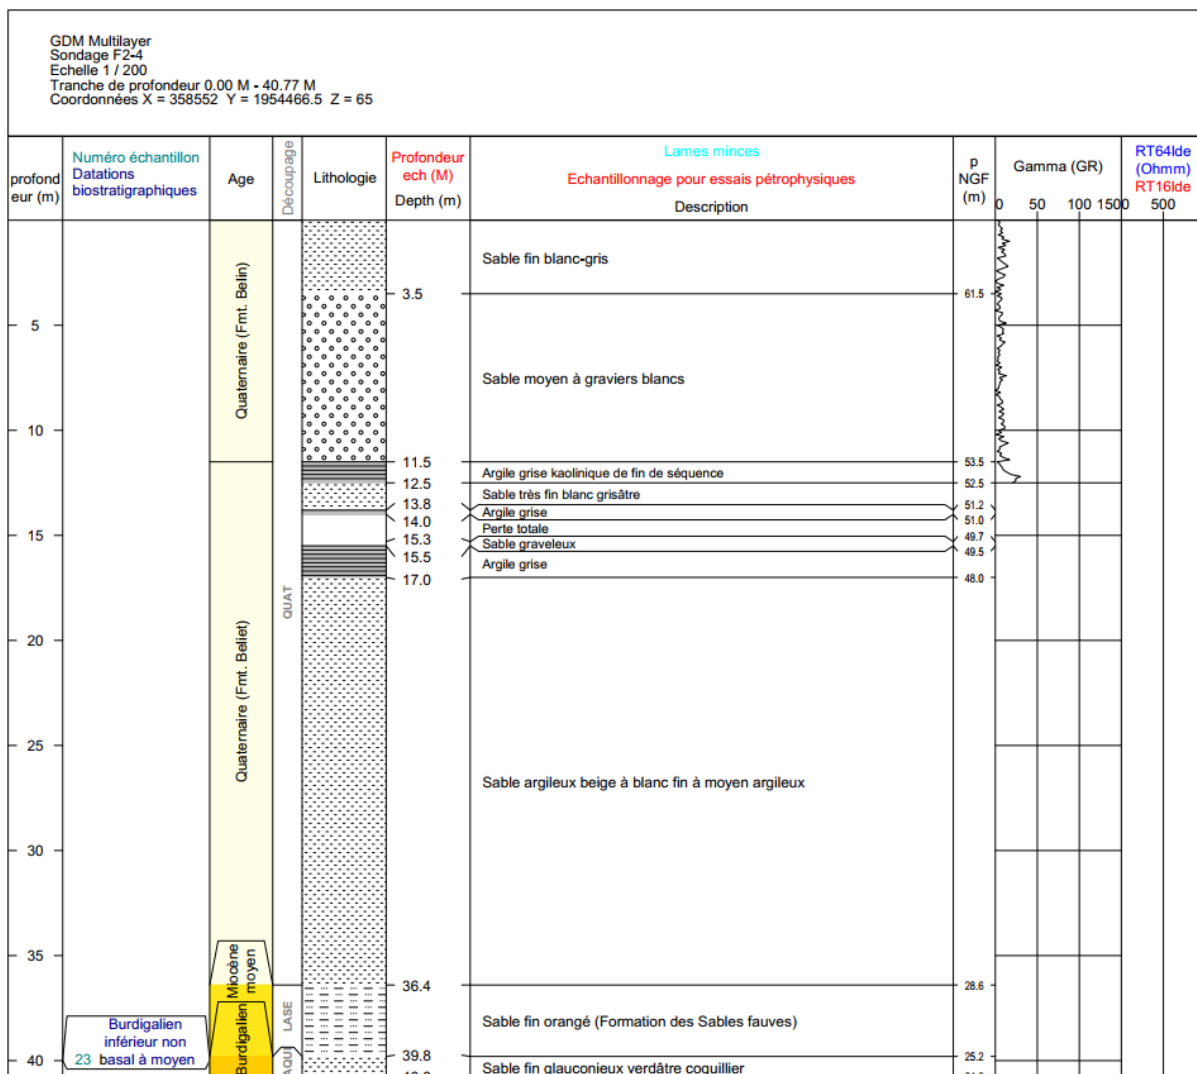 GDM Multilayer
Sondage F2-4
Echelle 1 / 200
Tranche de profondeur 0.00 M - 40.77 M
Coordonnées X = 358552 Y = 1954466.5 Z = 65
profond
eur (m)
Numéro échantillon
Datations
biostratigraphiques
Age
Découpage
Lithologie
Profondeur
ech (M)
Depth (m)
Lames minces
Echantillonnage pour essais pétrophysiques
Description
p
NGF
(m)
Gamma (GR)
0 50 100 150
RT64Ide
(Ohmm)
RT16Ide
0 500
Sable fin blanc-gris
3.5
61.5
5
Quaternaire (Fmt. Belin)
Sable moyen à graviers blancs
10
11.5
53.5
Argile grise kaolinique de fin de séquence
12.5
52.5
Sable très fin blanc grisâtre
13.8
51.2
Argile grise
14.0
51.0
Perte totale
15
15.3
49.7
Sable graveleux
15.5
49.5
Argile grise
17.0
48.0
QUAT
20
Quaternaire (Fmt. Beliet)
25
Sable argileux beige à blanc fin à moyen argileux
30
35
Miocène
moyen
36.4
28.6
LASE
Sable fin orangé (Formation des Sables fauves)
Burdigalien
Burdigalien
inférieur non
23 basal à moyen
39.8
25.2
40
AQUI
Sable fin glauconieux verdâtre coquillier